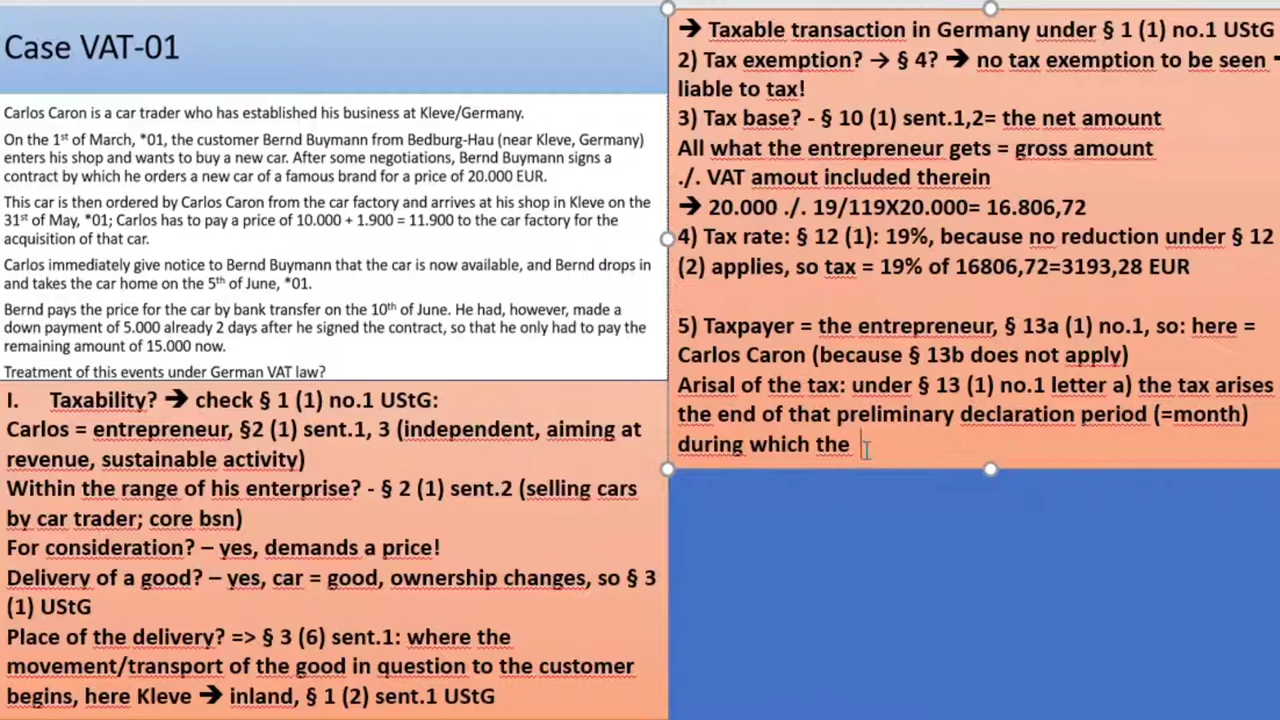 Case VAT-01
Carlos Caron is a car trader who has established his business at Kleve/Germany.
On the 1st of March, *01, the customer Bernd Buymann from Bedburg-Hau (near Kleve, Germany)
enters his shop and wants to buy a new car. After some negotiations, Bernd Buymann signs a
contract by which he orders a new car of a famous brand for a price of 20.000 EUR.
This car is then ordered by Carlos Caron from the car factory and arrives at his shop in Kleve on the
31st of May, *01; Carlos has to pay a price of 10.000 + 1.900 = 11.900 to the car factory for the
acquisition of that car.
Carlos immediately give notice to Bernd Buymann that the car is now available, and Bernd drops in
and takes the car home on the 5th of June, *01.
Bernd pays the price for the car by bank transfer on the 10th of June. He had, however, made a
down payment of 5.000 already 2 days after he signed the contract, so that he only had to pay the
remaining amount of 15.000 now.
Treatment of this events under German VAT law?
I. Taxability? ➔ check § 1 (1) no.1 UStG:
Carlos = entrepreneur, §2 (1) sent.1, 3 (independent, aiming at
revenue, sustainable activity)
Within the range of his enterprise? - § 2 (1) sent.2 (selling cars
by car trader; core bsn)
For consideration? – yes, demands a price!
Delivery of a good? – yes, car = good, ownership changes, so § 3
(1) UStG
Place of the delivery? => § 3 (6) sent.1: where the
movement/transport of the good in question to the customer
begins, here Kleve ➔ inland, § 1 (2) sent.1 UStG
➔ Taxable transaction in Germany under § 1 (1) no.1 UStG
2) Tax exemption? → § 4? ➔ no tax exemption to be seen
liable to tax!
3) Tax base? - § 10 (1) sent.1,2= the net amount
All what the entrepreneur gets = gross amount
./. VAT amout included therein
➔ 20.000 ./. 19/119X20.000= 16.806,72
4) Tax rate: § 12 (1): 19%, because no reduction under § 12
(2) applies, so tax = 19% of 16806,72=3193,28 EUR
5) Taxpayer = the entrepreneur, § 13a (1) no.1, so: here =
Carlos Caron (because § 13b does not apply)
Arisal of the tax: under § 13 (1) no.1 letter a) the tax arises
the end of that preliminary declaration period (=month)
during which the